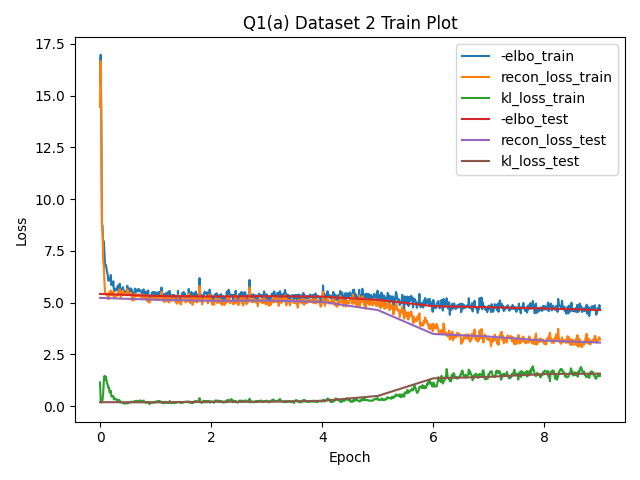 Q1(a) Dataset 2 Train Plot
17.5
15.0
12.5
10.0
7.5
5.0
2.5
0.0
Loss
-elbo_train
recon_loss_train
kl_loss_train
-elbo_test
recon_loss_test
kl_loss_test
0 2 4 6 8
Epoch